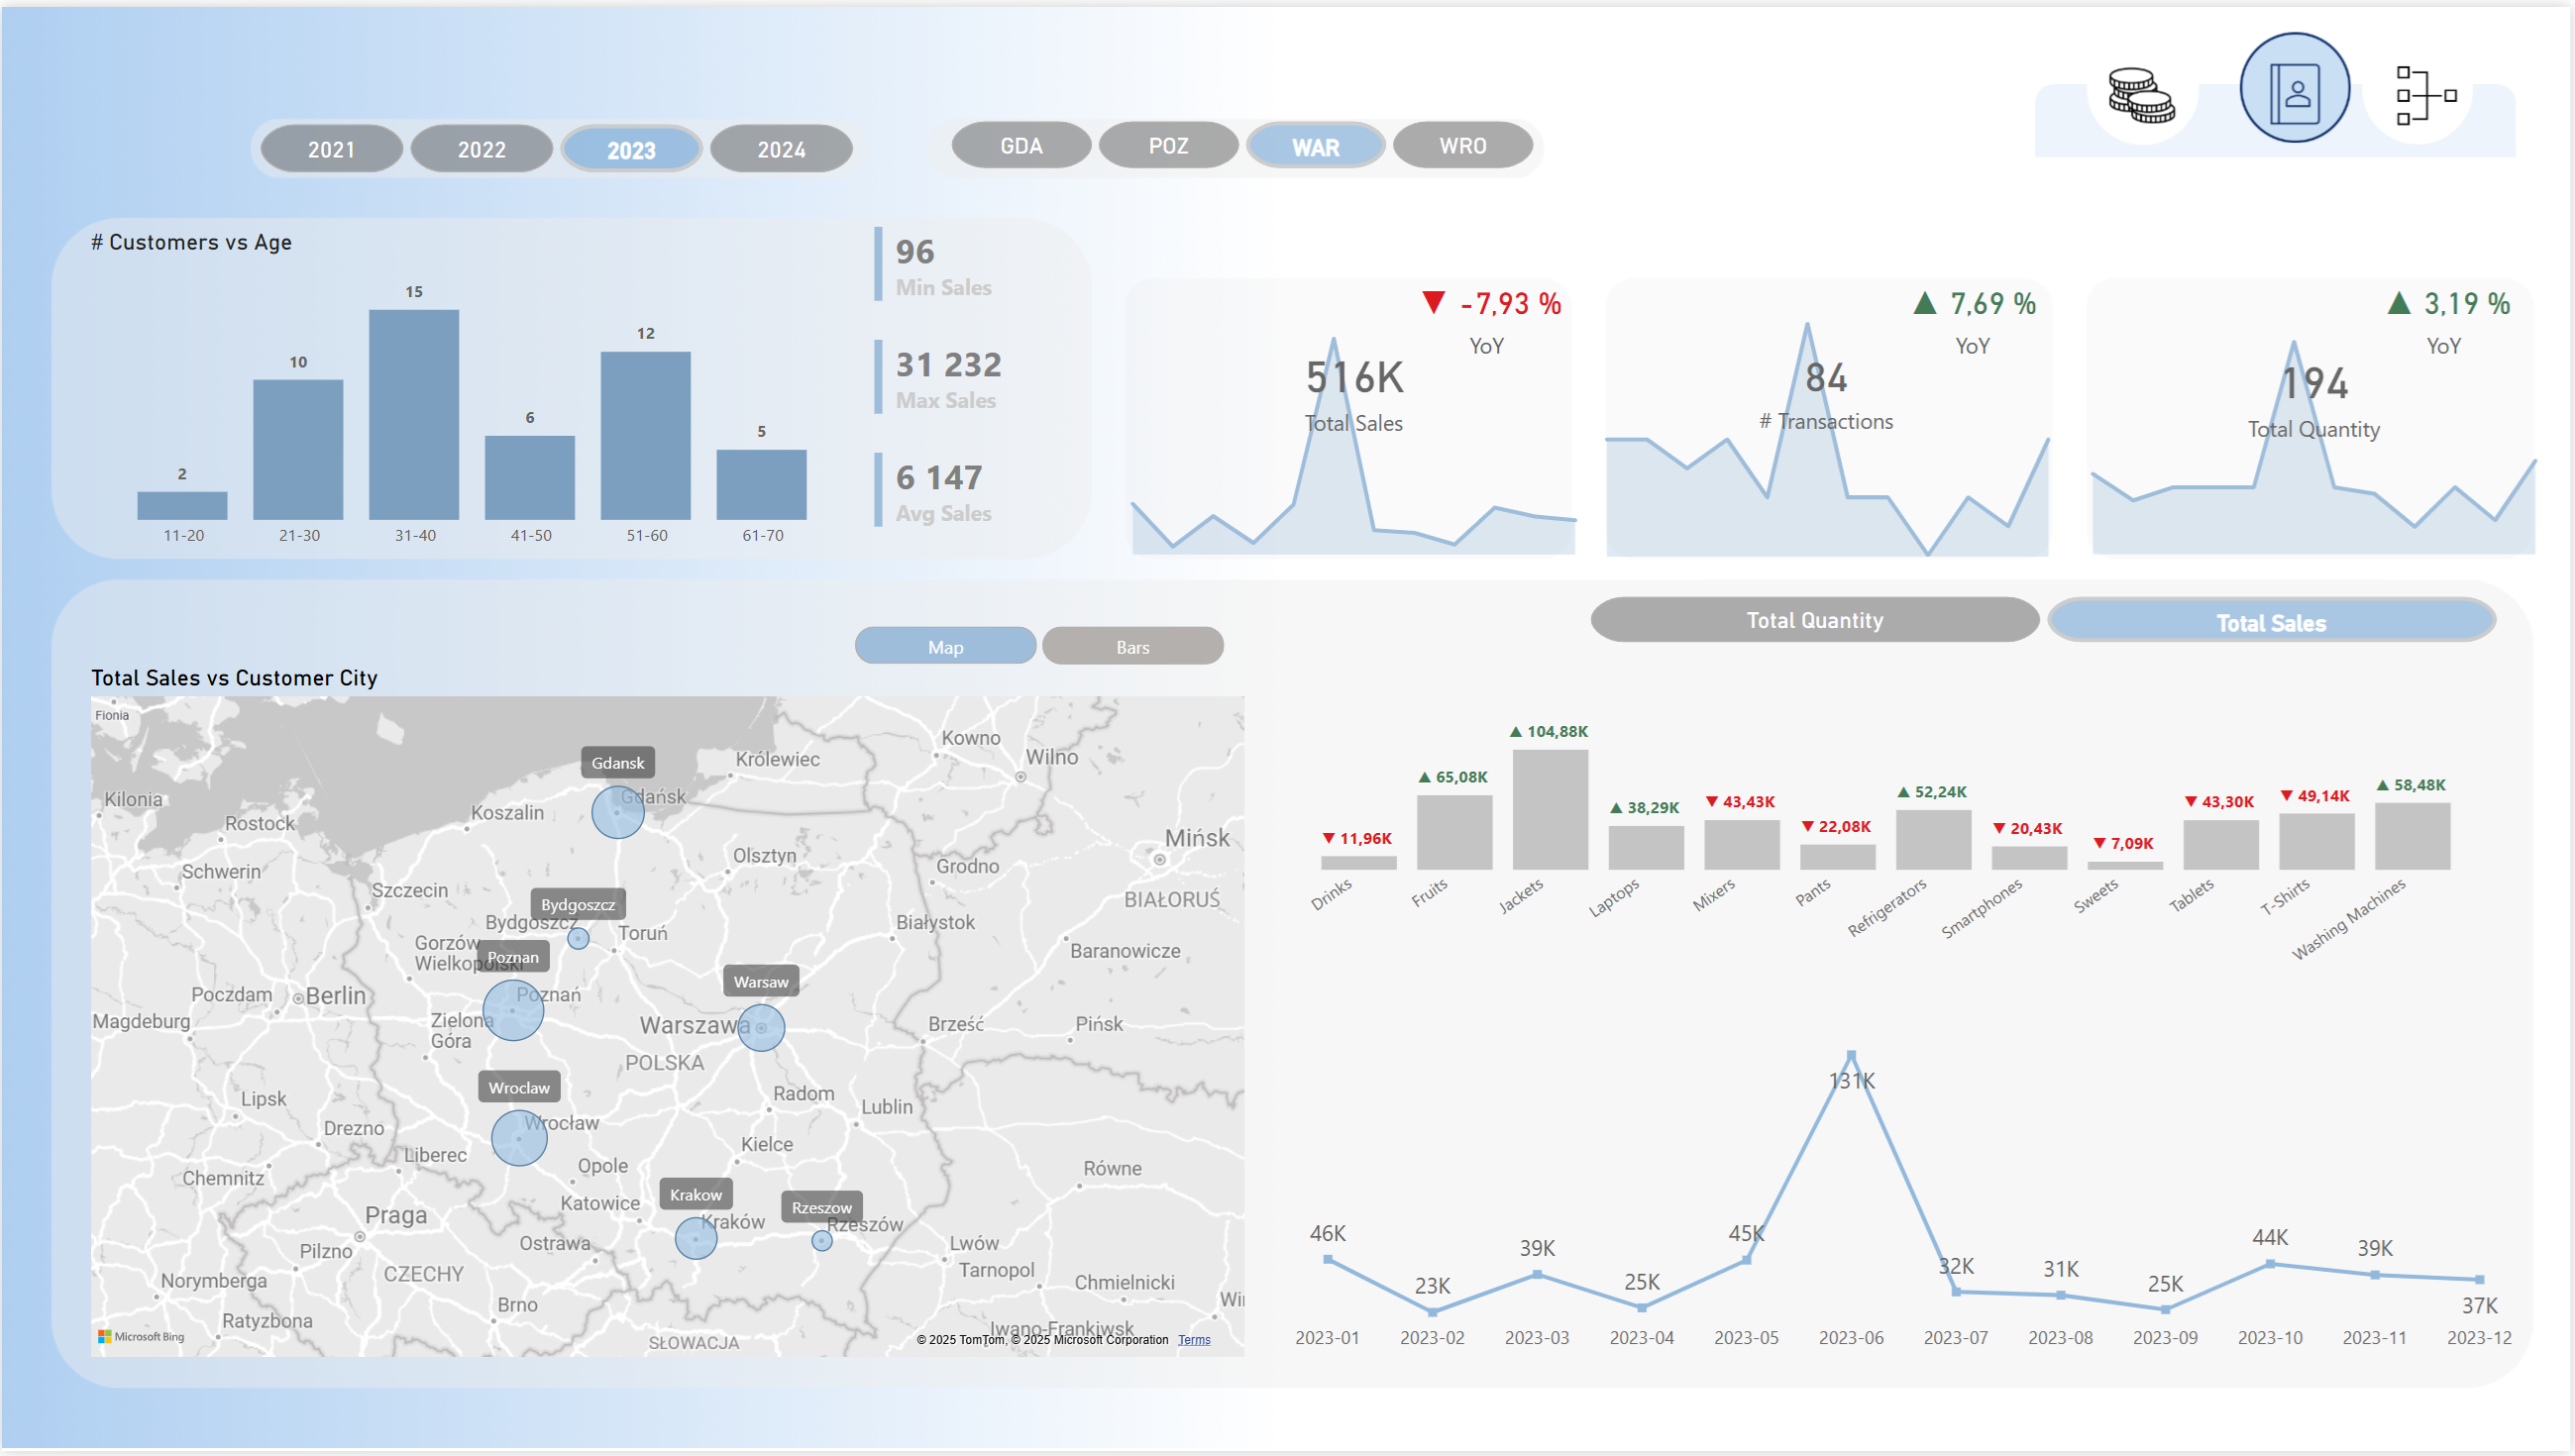 2021 2022 2023 2024
GDA POZ WAR WRO
# Customers vs Age
2 10 15 6 12 5
11-20 21-30 31-40 41-50 51-60 61-70
96
Min Sales
31 232
Max Sales
6 147
Avg Sales
▼ -7,93 %
YoY
516K
Total Sales
▲ 7,69 %
YoY
84
# Transactions
▲ 3,19 %
YoY
194
Total Quantity
Map Bars
Total Sales vs Customer City
Fionia
Kowno
Wilno
Królewiec
Gdansk
Gdańsk
Kilonia
Koszalin
Rostock
Mińsk
Olsztyn
Grodno
Schwerin
Szczecin
BIAŁORUŚ
Bydgoszcz
Bydgoszcz
Toruń
Białystok
Gorzów
Wielkopolski
Poznan
Baranowicze
Warsaw
Poczdam
Berlin
Poznań
Magdeburg
Zielona
Góra
Warszawa
Brześć
Pińsk
POLSKA
Wroclaw
Wrocław
Radom
Lublin
Lipsk
Drezno
Liberec
Kielce
Chemnitz
Opole
Równe
Krakow
Rzeszow
Katowice
Kraków
Rzeszów
Praga
Pilzno
Ostrawa
Lwów
Tarnopol
CZECHY
Norymberga
Chmielnicki
Brno
Ratyzbona
Iwano-Frankiwsk
SŁOWACJA
Microsoft Bing
© 2025 TomTom, © 2025 Microsoft Corporation Terms
Total Quantity Total Sales
▼ 11,96K ▲ 65,08K ▲ 104,88K ▲ 38,29K ▼ 43,43K ▼ 22,08K ▲ 52,24K ▼ 20,43K ▼ 7,09K ▼ 43,30K ▼ 49,14K ▲ 58,48K
Drinks Fruits Jackets Laptops Mixers Pants Refrigerators Smartphones Sweets Tablets T-Shirts Washing Machines
46K 23K 39K 25K 45K 131K 32K 31K 25K 44K 39K 37K
2023-01 2023-02 2023-03 2023-04 2023-05 2023-06 2023-07 2023-08 2023-09 2023-10 2023-11 2023-12